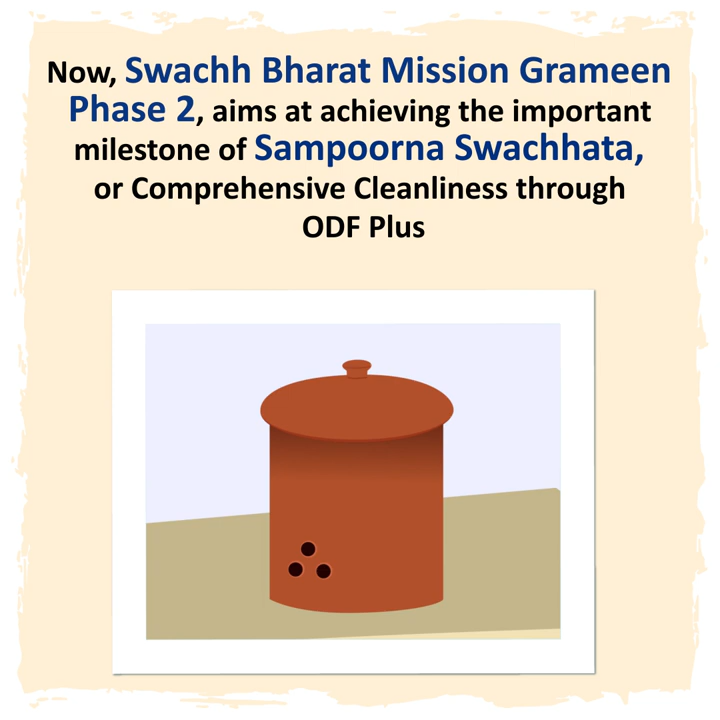 Now, Swachh Bharat Mission Grameen
Phase 2, aims at achieving the important
milestone of Sampoorna Swachhata,
or Comprehensive Cleanliness through
ODF Plus